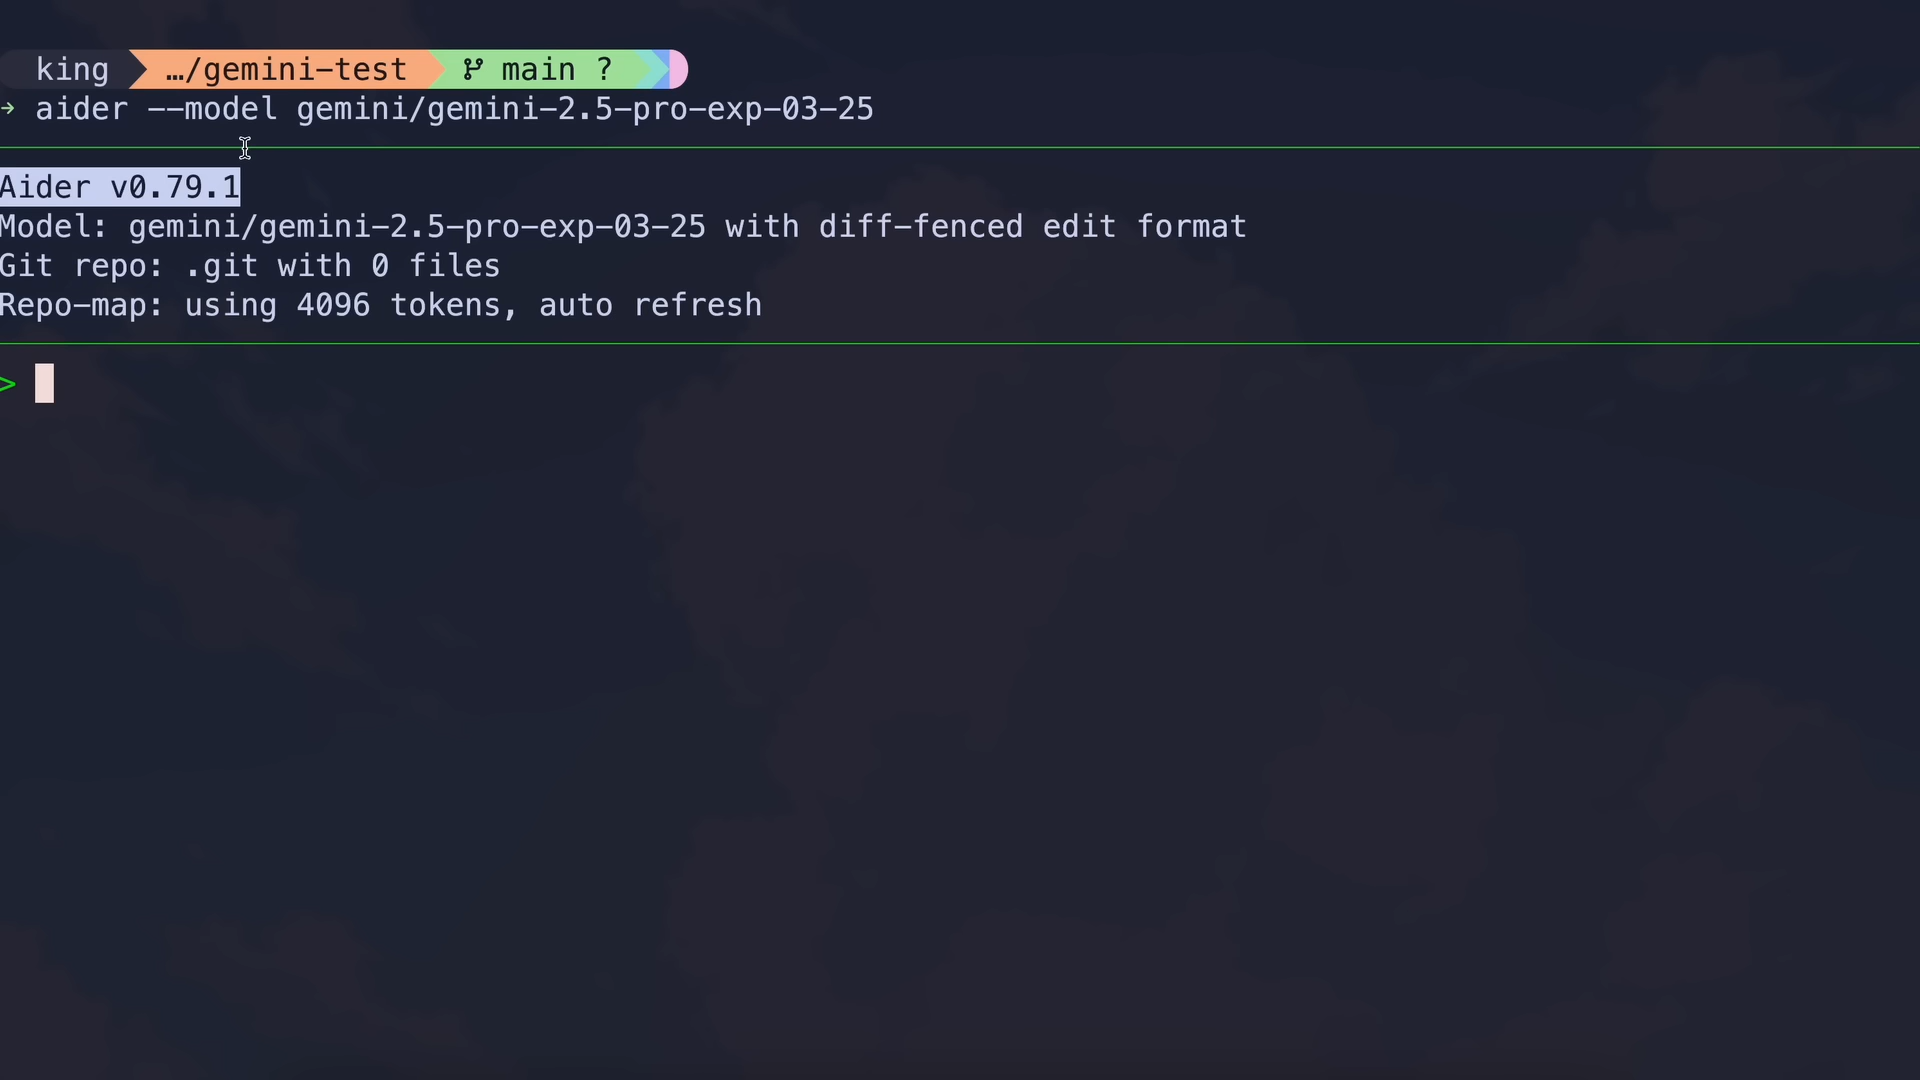 king …/gemini-test main ?
→ aider --model gemini/gemini-2.5-pro-exp-03-25
Aider v0.79.1
Model: gemini/gemini-2.5-pro-exp-03-25 with diff-fenced edit format
Git repo: .git with 0 files
Repo-map: using 4096 tokens, auto refresh
>